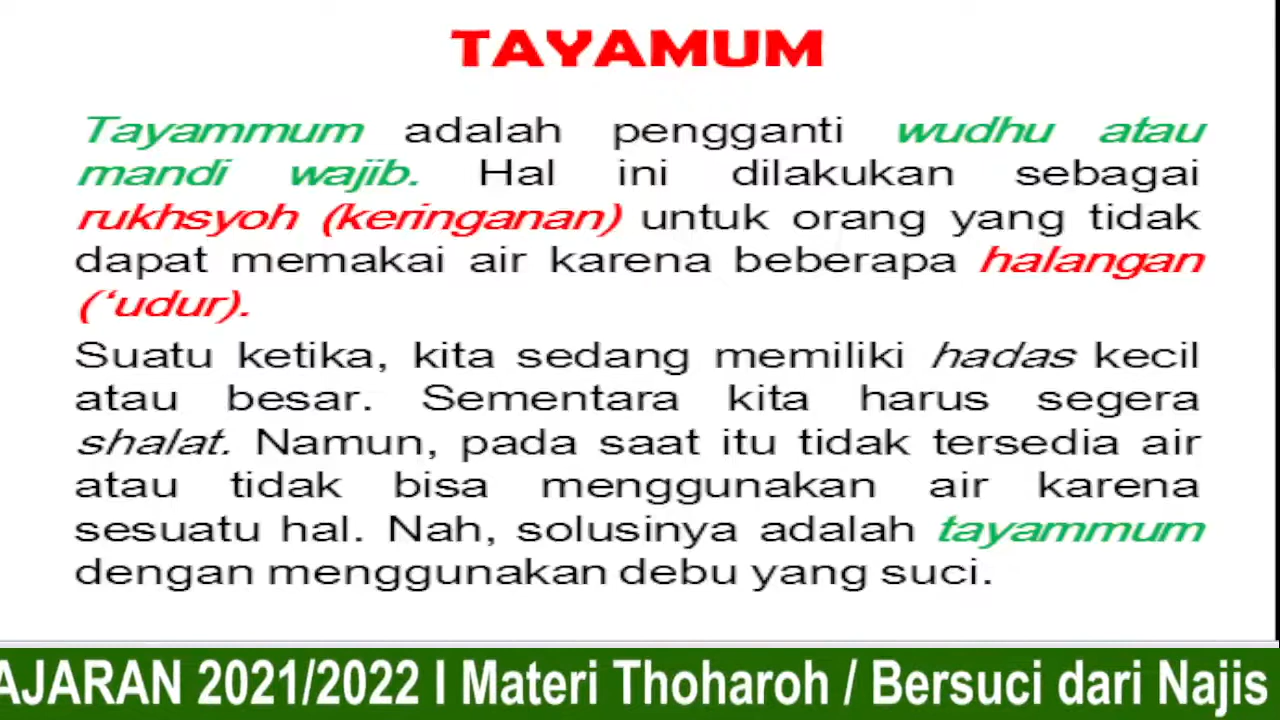 TAYAMUM
Tayammum adalah pengganti wudhu atau
mandi wajib. Hal ini dilakukan sebagai
rukhsyoh (keringanan) untuk orang yang tidak
dapat memakai air karena beberapa halangan
(‘udur).
Suatu ketika, kita sedang memiliki hadas kecil
atau besar. Sementara kita harus segera
shalat. Namun, pada saat itu tidak tersedia air
atau tidak bisa menggunakan air karena
sesuatu hal. Nah, solusinya adalah tayammum
dengan menggunakan debu yang suci.
AJARAN 2021/2022 I Materi Thoharoh / Bersuci dari Najis